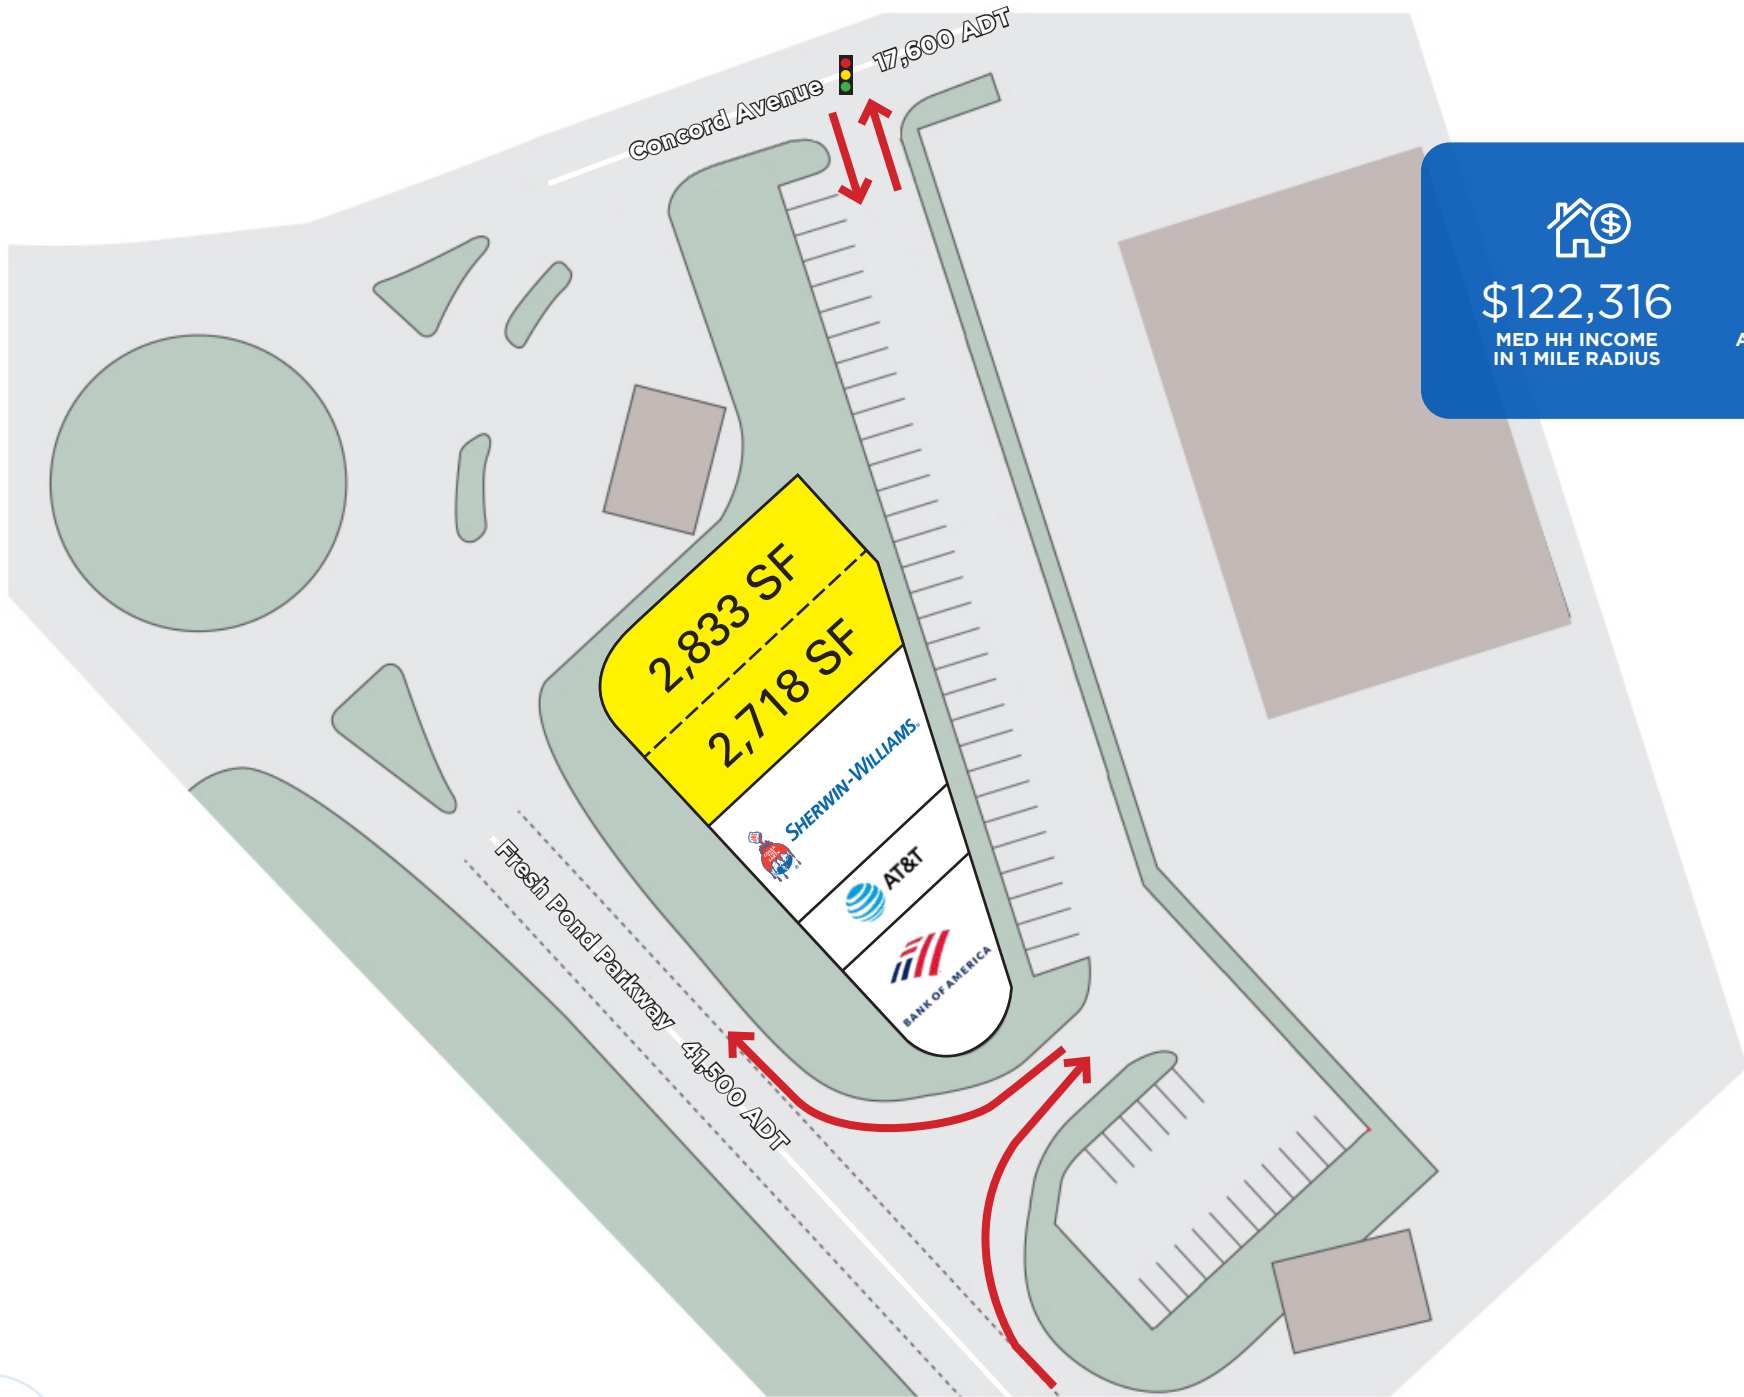 Concord Avenue
17,600 ADT
$122,316
MED HH INCOME
IN 1 MILE RADIUS
A
2,833 SF
2,718 SF
SHERWIN-WILLIAMS.
AT&T
BANK OF AMERICA
Fresh Pond Parkway
41,500 ADT